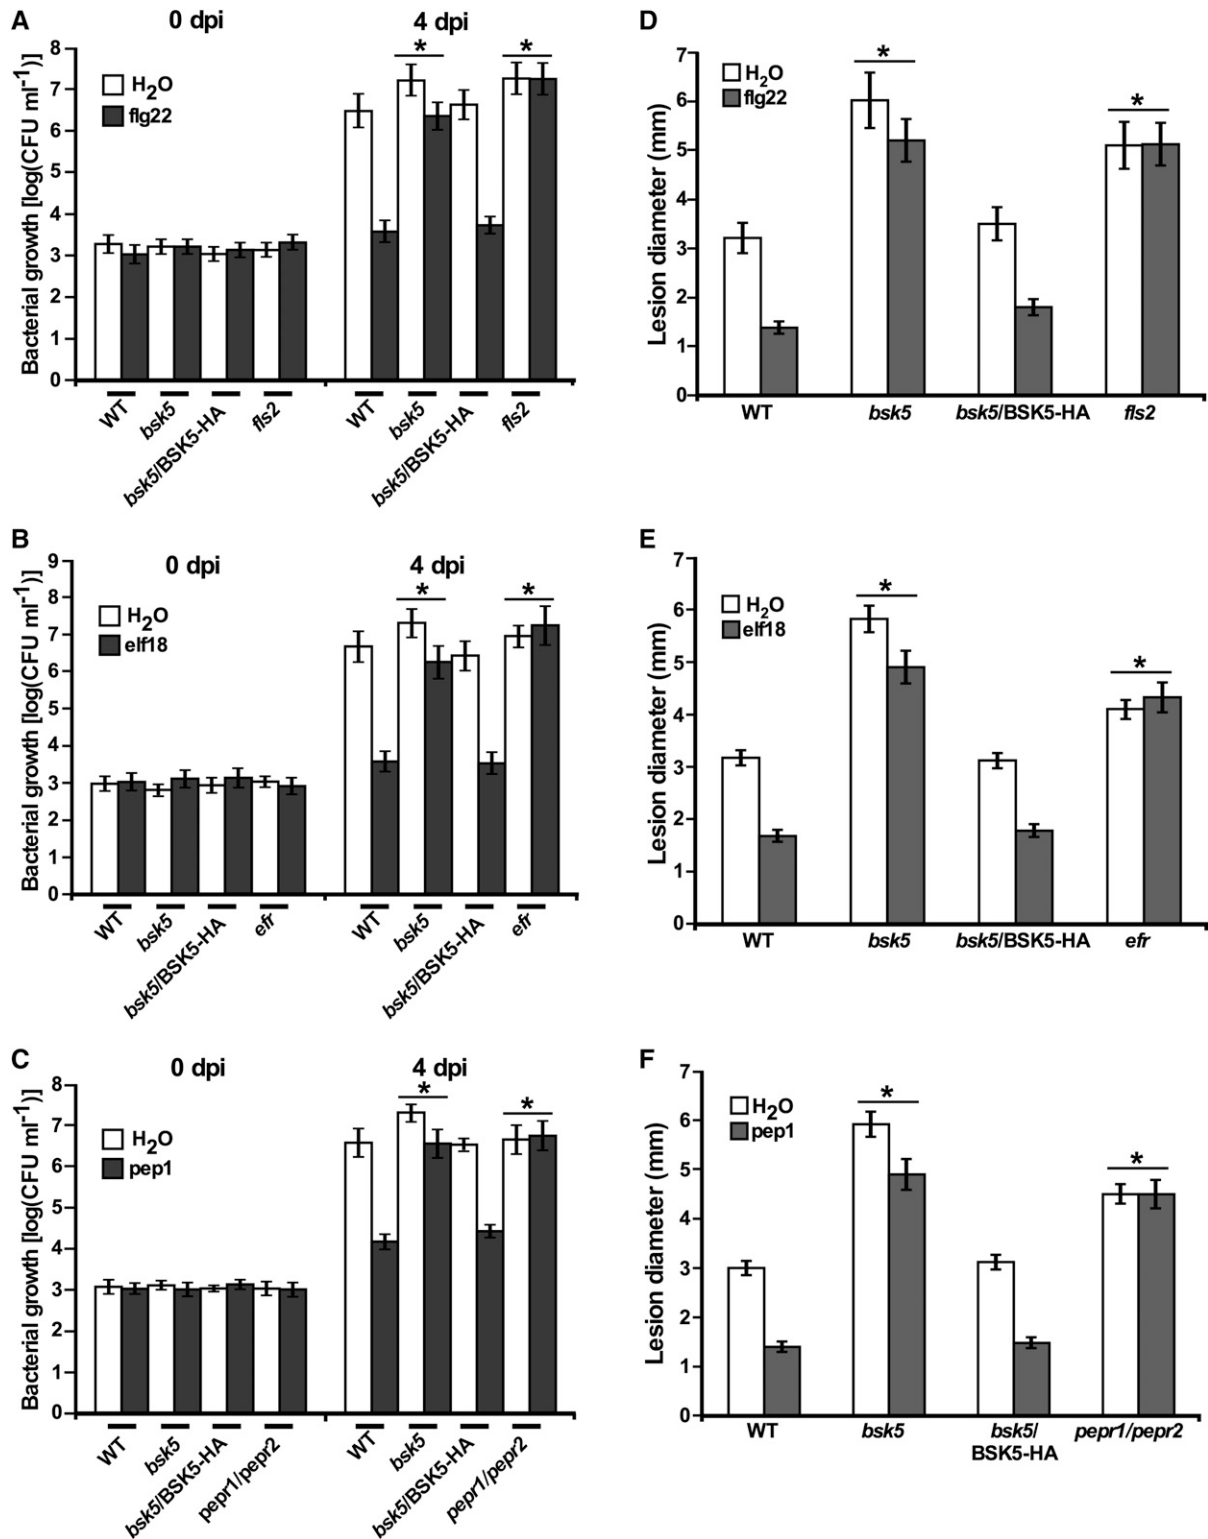 A
0 dpi
4 dpi
Bacterial growth [log(CFU ml-1)]
8
7
6
5
4
3
2
1
0
H2O
flg22
*
*
WT
bsk5
bsk5/BSK5-HA
fls2
WT
bsk5
bsk5/BSK5-HA
fls2
D
Lesion diameter (mm)
7
6
5
4
3
2
1
0
H2O
flg22
*
*
WT
bsk5
bsk5/BSK5-HA
fls2
B
0 dpi
4 dpi
Bacterial growth [log(CFU ml-1)]
9
8
7
6
5
4
3
2
1
0
H2O
elf18
*
*
WT
bsk5
bsk5/BSK5-HA
efr
WT
bsk5
bsk5/BSK5-HA
efr
E
Lesion diameter (mm)
7
6
5
4
3
2
1
0
H2O
elf18
*
*
WT
bsk5
bsk5/BSK5-HA
efr
C
0 dpi
4 dpi
Bacterial growth [log(CFU ml-1)]
8
7
6
5
4
3
2
1
0
H2O
pep1
*
*
WT
bsk5
bsk5/BSK5-HA
pepr1/pepr2
WT
bsk5
bsk5/BSK5-HA
pepr1/pepr2
F
Lesion diameter (mm)
7
6
5
4
3
2
1
0
H2O
pep1
*
*
WT
bsk5
bsk5/
BSK5-HA
pepr1/pepr2